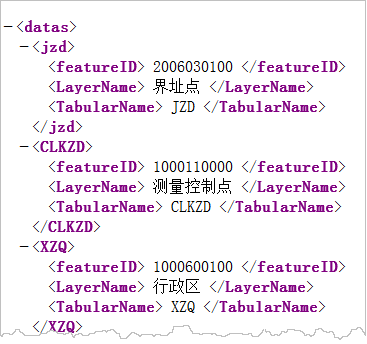 −<datas>
−<jzd>
<featureID> 2006030100 </featureID>
<LayerName> 界址点 </LayerName>
<TabularName> JZD </TabularName>
</jzd>
−<CLKZD>
<featureID> 1000110000 </featureID>
<LayerName> 测量控制点 </LayerName>
<TabularName> CLKZD </TabularName>
</CLKZD>
−<XZQ>
<featureID> 1000600100 </featureID>
<LayerName> 行政区 </LayerName>
<TabularName> XZQ </TabularName>
</XZQ>